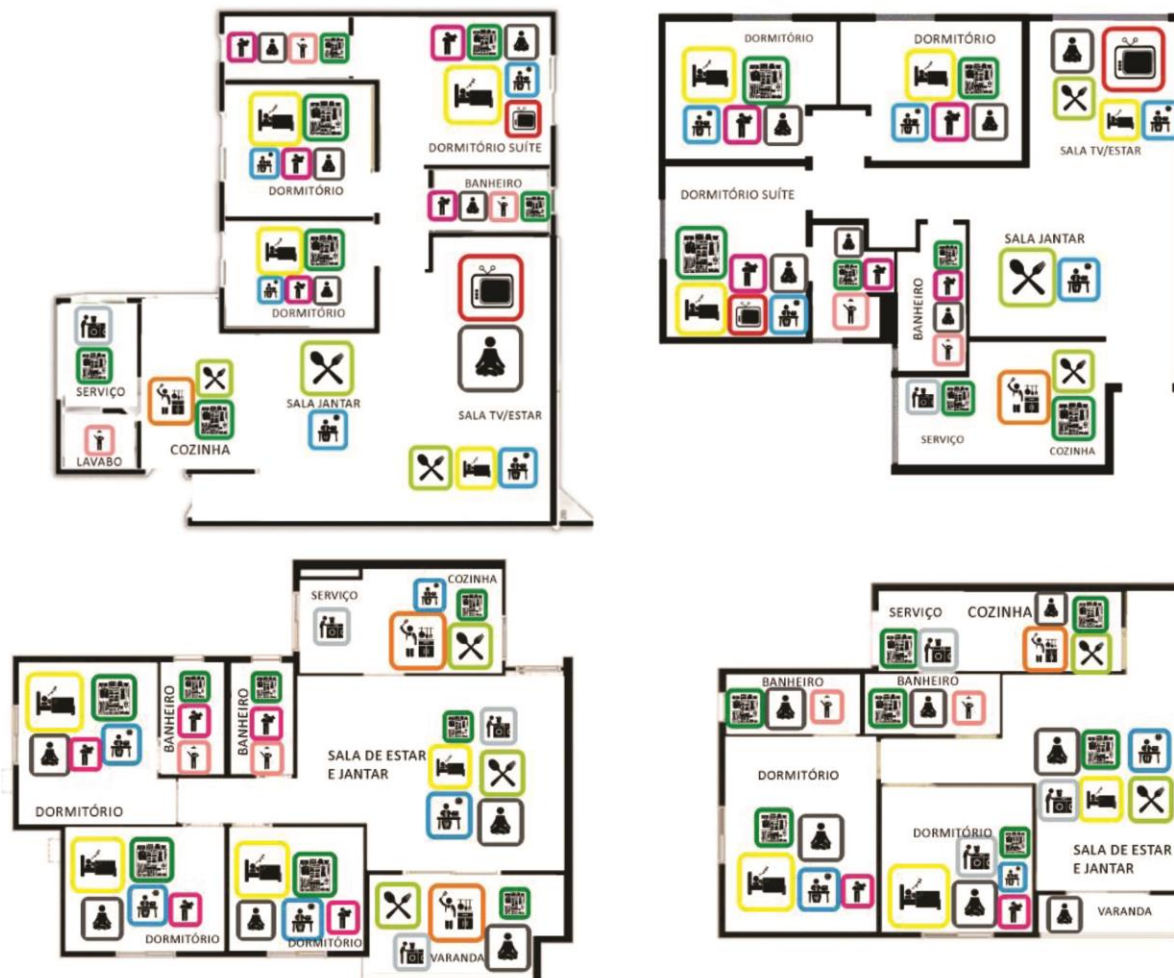 DORMITÓRIO SUÍTE
DORMITÓRIO
BANHEIRO
DORMITÓRIO
SERVIÇO
LAVABO
COZINHA
SALA JANTAR
SALA TV/ESTAR
DORMITÓRIO
DORMITÓRIO
SALA TV/ESTAR
DORMITÓRIO SUÍTE
SALA JANTAR
BANHEIRO
SERVIÇO
COZINHA
SERVIÇO
COZINHA
BANHEIRO
BANHEIRO
SALA DE ESTAR
E JANTAR
DORMITÓRIO
DORMITÓRIO
DORMITÓRIO
VARANDA
SERVIÇO
COZINHA
BANHEIRO
BANHEIRO
DORMITÓRIO
DORMITÓRIO
SALA DE ESTAR
E JANTAR
VARANDA